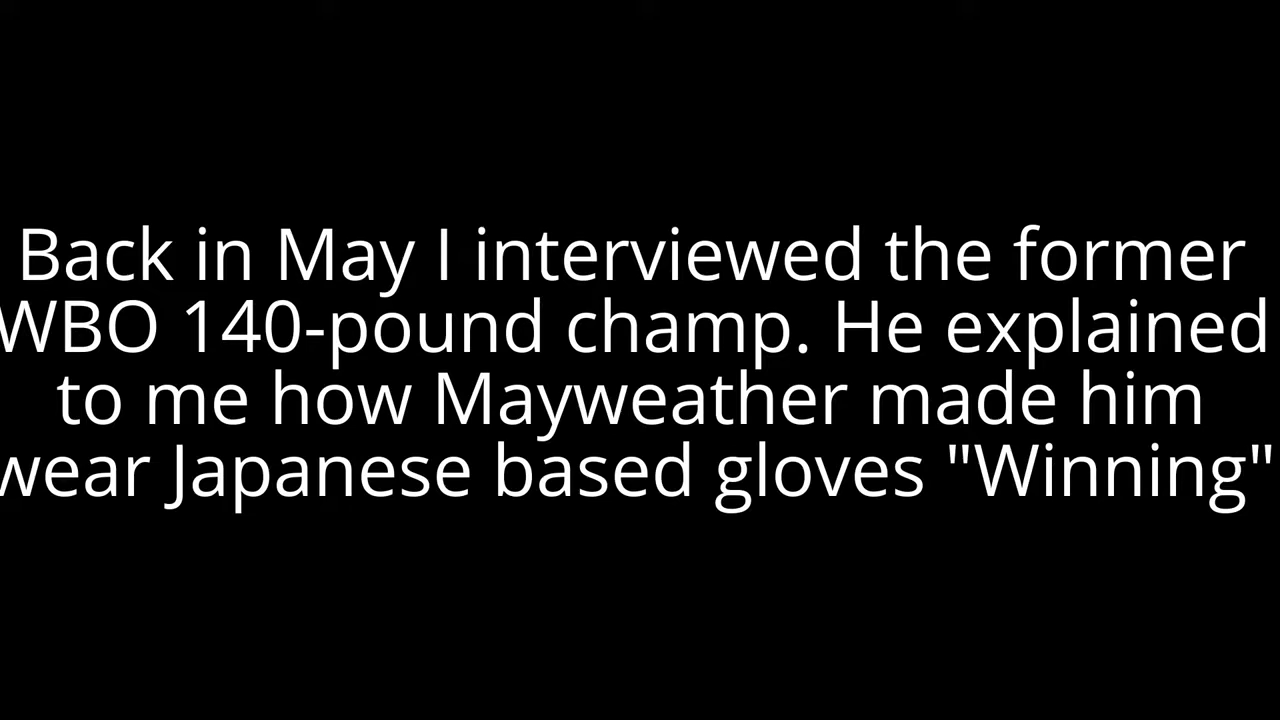 Back in May I interviewed the former
WBO 140-pound champ. He explained
to me how Mayweather made him
wear Japanese based gloves "Winning"